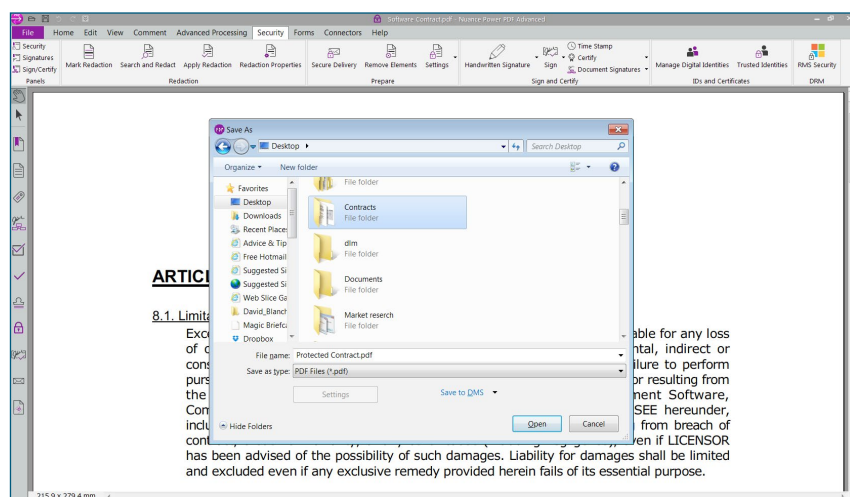 Software Contract.pdf - Nuance Power PDF Advanced
File Home Edit View Comment Advanced Processing Security Forms Connectors Help
Security
Signatures
Sign/Certify
Panels
Mark Redaction Search and Redact Apply Redaction Redaction Properties
Redaction
Secure Delivery Remove Elements Settings
Prepare
Handwritten Signature Sign
Time Stamp
Certify
Document Signatures
Sign and Certify
Manage Digital Identities Trusted Identities
IDs and Certificates
RMS Security
DRM
Save As
Desktop
Search Desktop
Organize New folder
Favorites
Desktop
Downloads
Recent Places
Advice & Tip
Free Hotmail
Suggested Si
Suggested Si
Web Slice Ga
David_Blanch
Magic Briefc
Dropbox
File folder
Contracts
File folder
dlm
File folder
Documents
File folder
Market reserch
File folder
File name: Protected Contract.pdf
Save as type: PDF Files (*.pdf)
Settings
Save to DMS
Hide Folders
Open Cancel
ARTICL
8.1. Limita
Exce able for any loss
of ntal, indirect or
cons ilure to perform
purs or resulting from
the ment Software,
Com SEE hereunder,
inclu from breach of
ven if LICENSOR
has been advised of the possibility of such damages. Liability for damages shall be limited
and excluded even if any exclusive remedy provided herein fails of its essential purpose.
215.9 x 279.4 mm